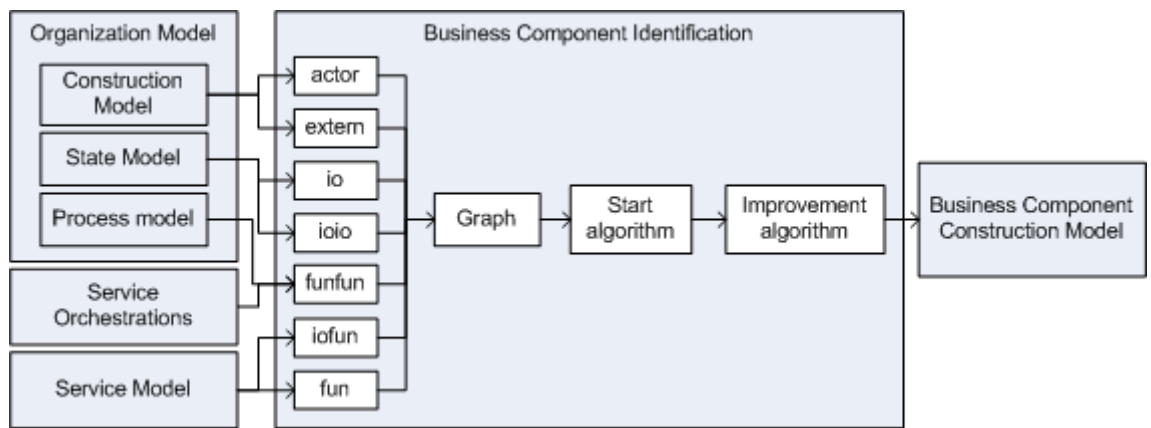 Organization Model
Construction
Model
State Model
Process model
Service
Orchestrations
Service Model
Business Component Identification
actor
extern
io
ioio
funfun
iofun
fun
Graph
Start
algorithm
Improvement
algorithm
Business Component
Construction Model